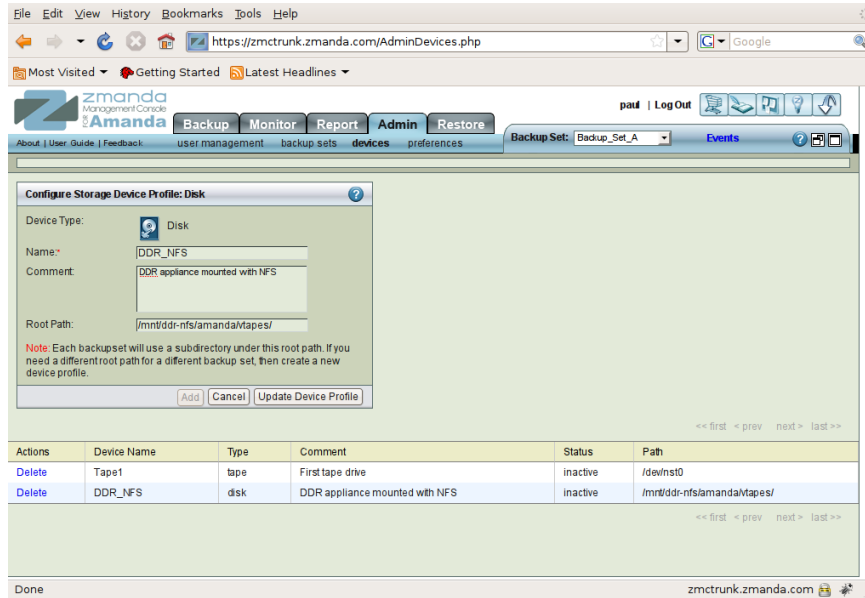 File Edit View History Bookmarks Tools Help
https://zmctrunk.zmanda.com/AdminDevices.php
Google
Most Visited Getting Started Latest Headlines
zmanda
Management Console
FOR Amanda
Backup Monitor Report Admin Restore
paul | Log Out
About | User Guide | Feedback
user management backup sets devices preferences
Backup Set: Backup_Set_A Events
Configure Storage Device Profile: Disk
Device Type: Disk
Name:* DDR_NFS
Comment: DDR appliance mounted with NFS
Root Path: /mnt/ddr-nfs/amanda/vtapes/
Note: Each backupset will use a subdirectory under this root path. If you
need a different root path for a different backup set, then create a new
device profile.
Add Cancel Update Device Profile
<< first < prev next > last >>
Actions Device Name Type Comment Status Path
Delete Tape1 tape First tape drive inactive /dev/nst0
Delete DDR_NFS disk DDR appliance mounted with NFS inactive /mnt/ddr-nfs/amanda/vtapes/
<< first < prev next > last >>
Done zmctrunk.zmanda.com